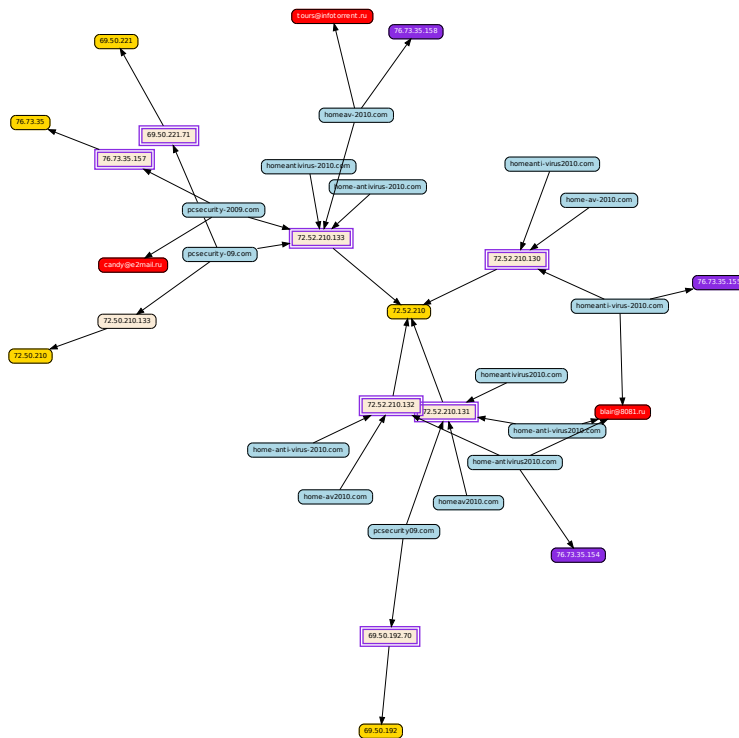 tours@infotorrent.ru
76.73.35.158
69.50.221
homeav-2010.com
76.73.35
69.50.221.71
76.73.35.157
homeantivirus-2010.com
homeanti-virus2010.com
home-antivirus-2010.com
home-av-2010.com
pcsecurity-2009.com
72.52.210.133
pcsecurity-09.com
72.52.210.130
candy@e2mail.ru
76.73.35.155
homeanti-virus-2010.com
72.52.210
72.50.210.133
72.50.210
homeantivirus2010.com
72.52.210.132
72.52.210.131
blair@8081.ru
home-anti-virus2010.com
home-anti-virus-2010.com
home-antivirus2010.com
home-av2010.com
homeav2010.com
pcsecurity09.com
76.73.35.154
69.50.192.70
69.50.192